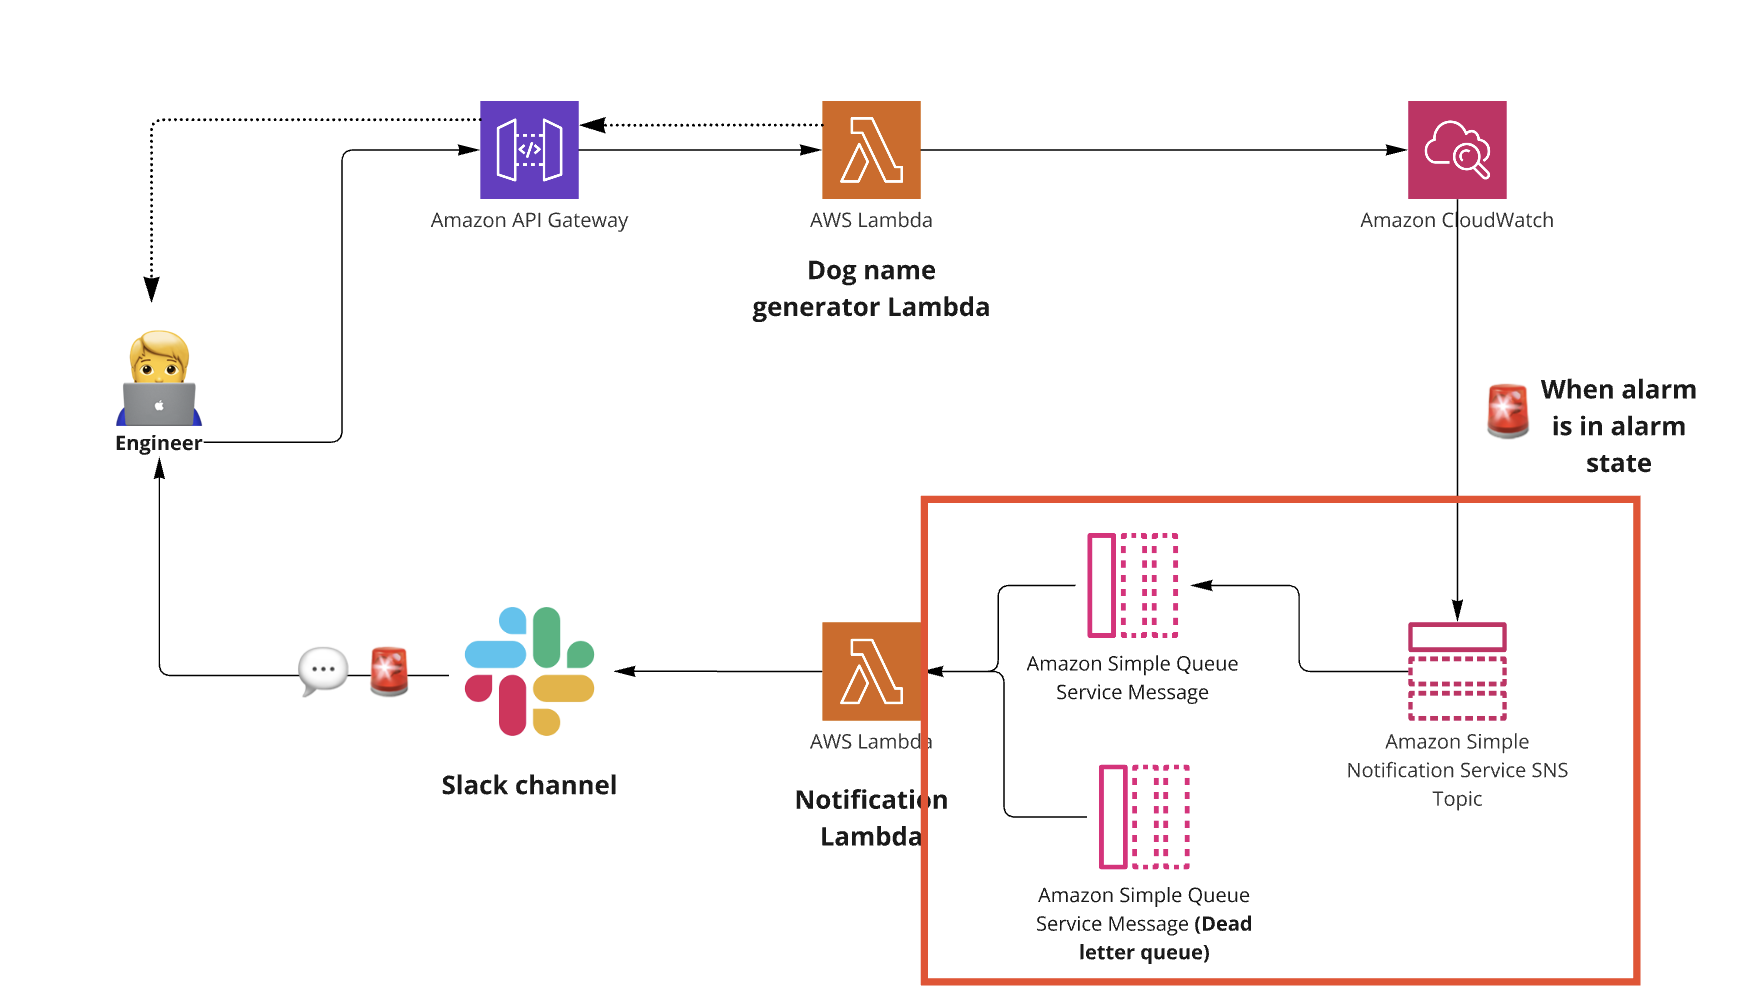 Amazon API Gateway
AWS Lambda
Amazon CloudWatch
Dog name
generator Lambda
Engineer
When alarm
is in alarm
state
Amazon Simple Queue
Service Message
AWS Lambda
Amazon Simple
Notification Service SNS
Topic
Slack channel
Notification
Lambda
Amazon Simple Queue
Service Message (Dead
letter queue)